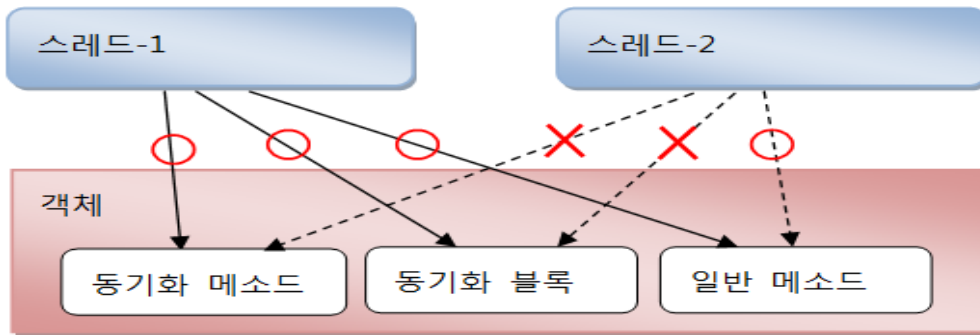 스레드-1
스레드-2
객체
동기화 메소드
동기화 블록
일반 메소드